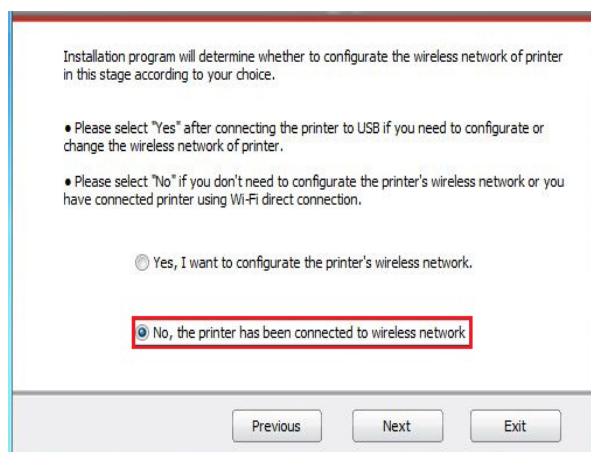 Installation program will determine whether to configurate the wireless network of printer
in this stage according to your choice.
● Please select "Yes" after connecting the printer to USB if you need to configurate or
change the wireless network of printer.
● Please select "No" if you don't need to configurate the printer's wireless network or you
have connected printer using Wi-Fi direct connection.
Yes, I want to configurate the printer's wireless network.
No, the printer has been connected to wireless network
Previous Next Exit